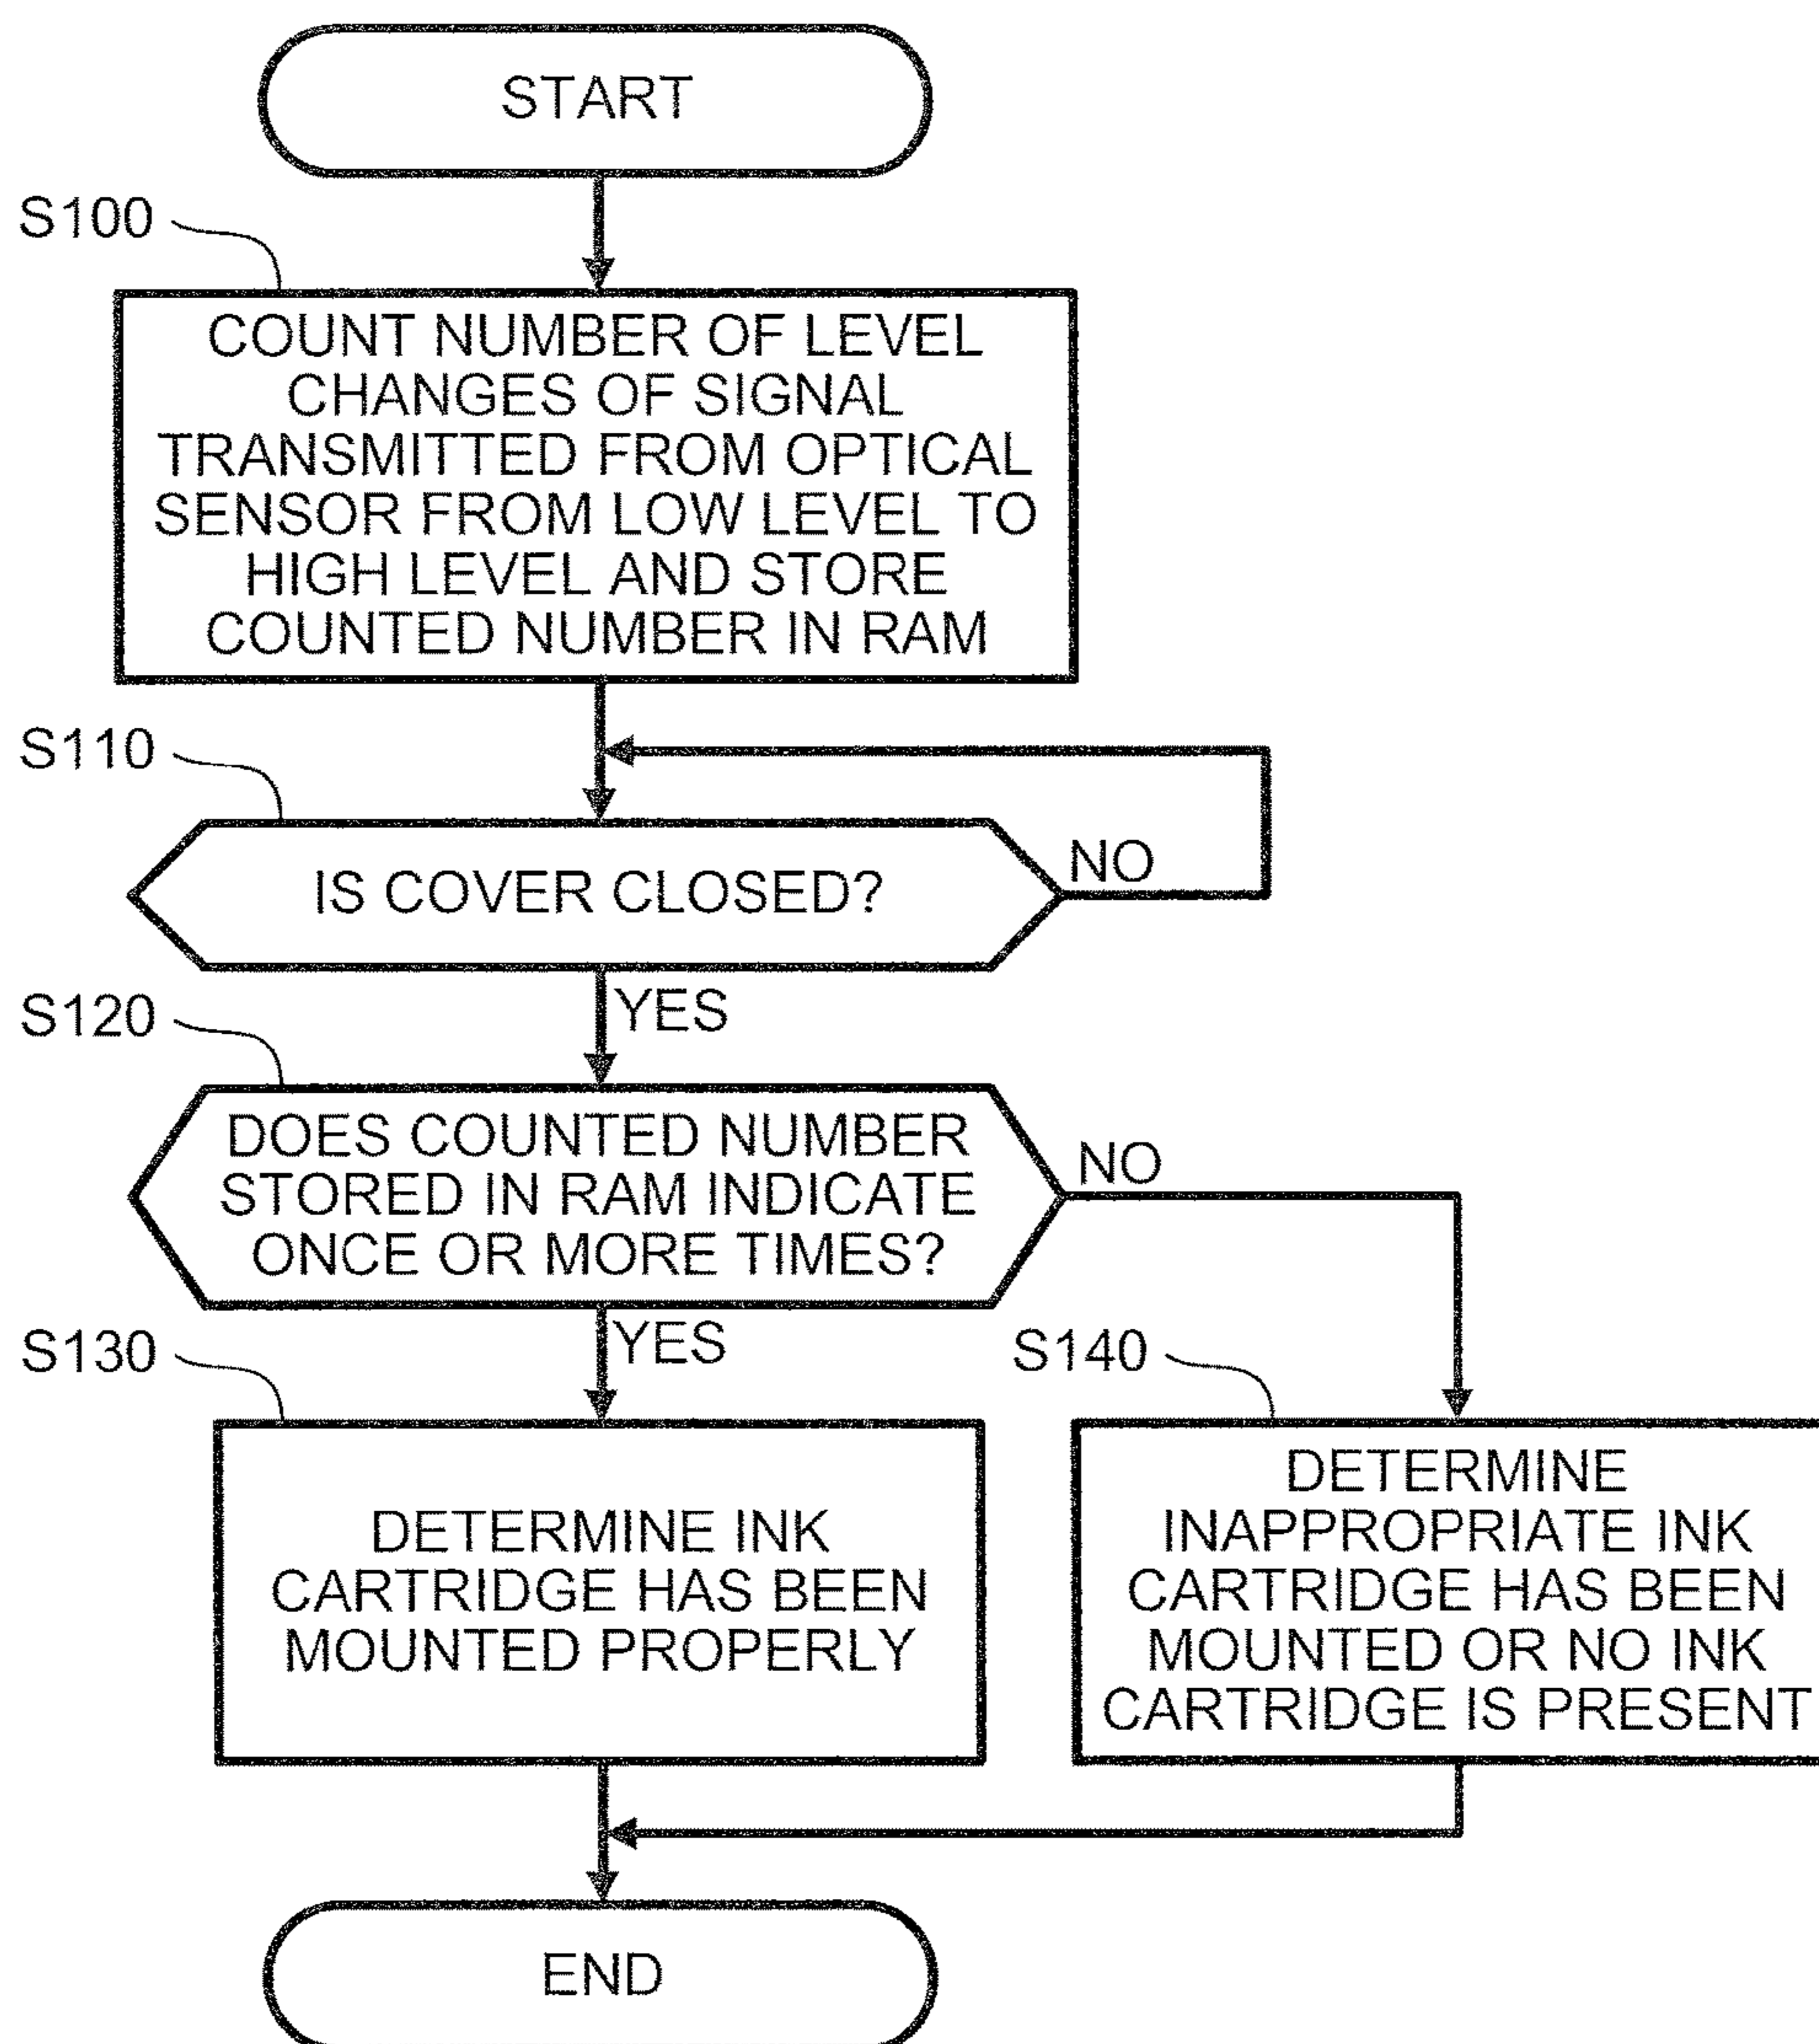 START
S100
COUNT NUMBER OF LEVEL
CHANGES OF SIGNAL
TRANSMITTED FROM OPTICAL
SENSOR FROM LOW LEVEL TO
HIGH LEVEL AND STORE
COUNTED NUMBER IN RAM
S110
IS COVER CLOSED?
NO
YES
S120
DOES COUNTED NUMBER
STORED IN RAM INDICATE
ONCE OR MORE TIMES?
NO
YES
S130
DETERMINE INK
CARTRIDGE HAS BEEN
MOUNTED PROPERLY
S140
DETERMINE
INAPPROPRIATE INK
CARTRIDGE HAS BEEN
MOUNTED OR NO INK
CARTRIDGE IS PRESENT
END